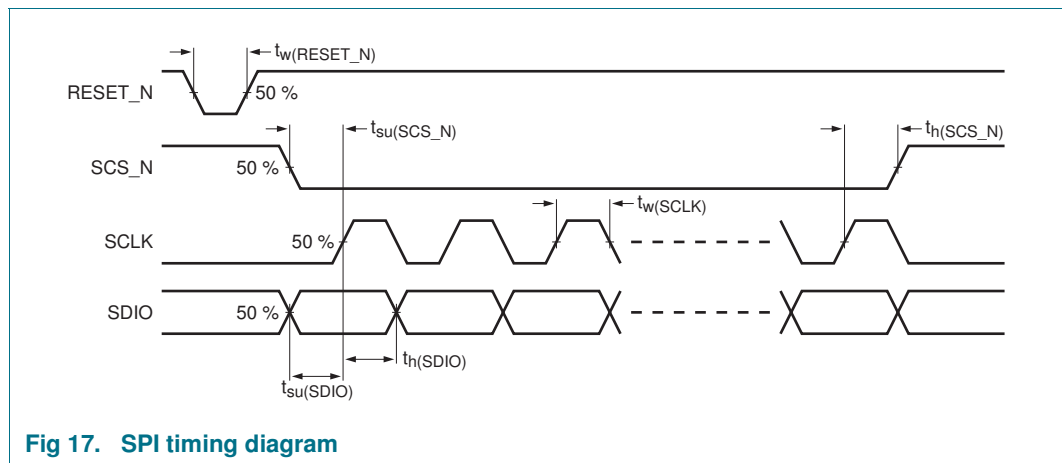 tw(RESET_N)
RESET_N
50 %
tsu(SCS_N)
th(SCS_N)
SCS_N
50 %
tw(SCLK)
SCLK
50 %
SDIO
50 %
th(SDIO)
tsu(SDIO)
Fig 17. SPI timing diagram